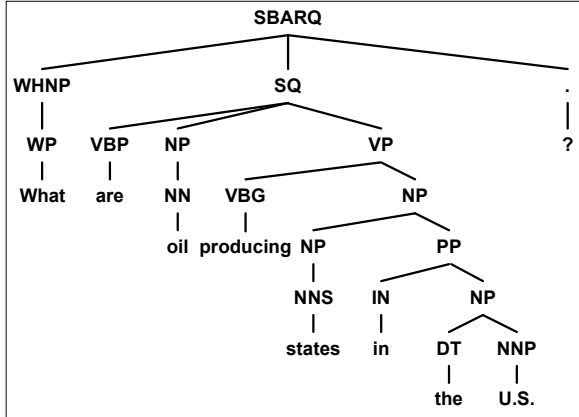 SBARQ
WHNP SQ .
WP VBP NP VP ?
What are NN VBG NP
oil producing NP PP
NNS IN NP
states in DT NNP
the U.S.